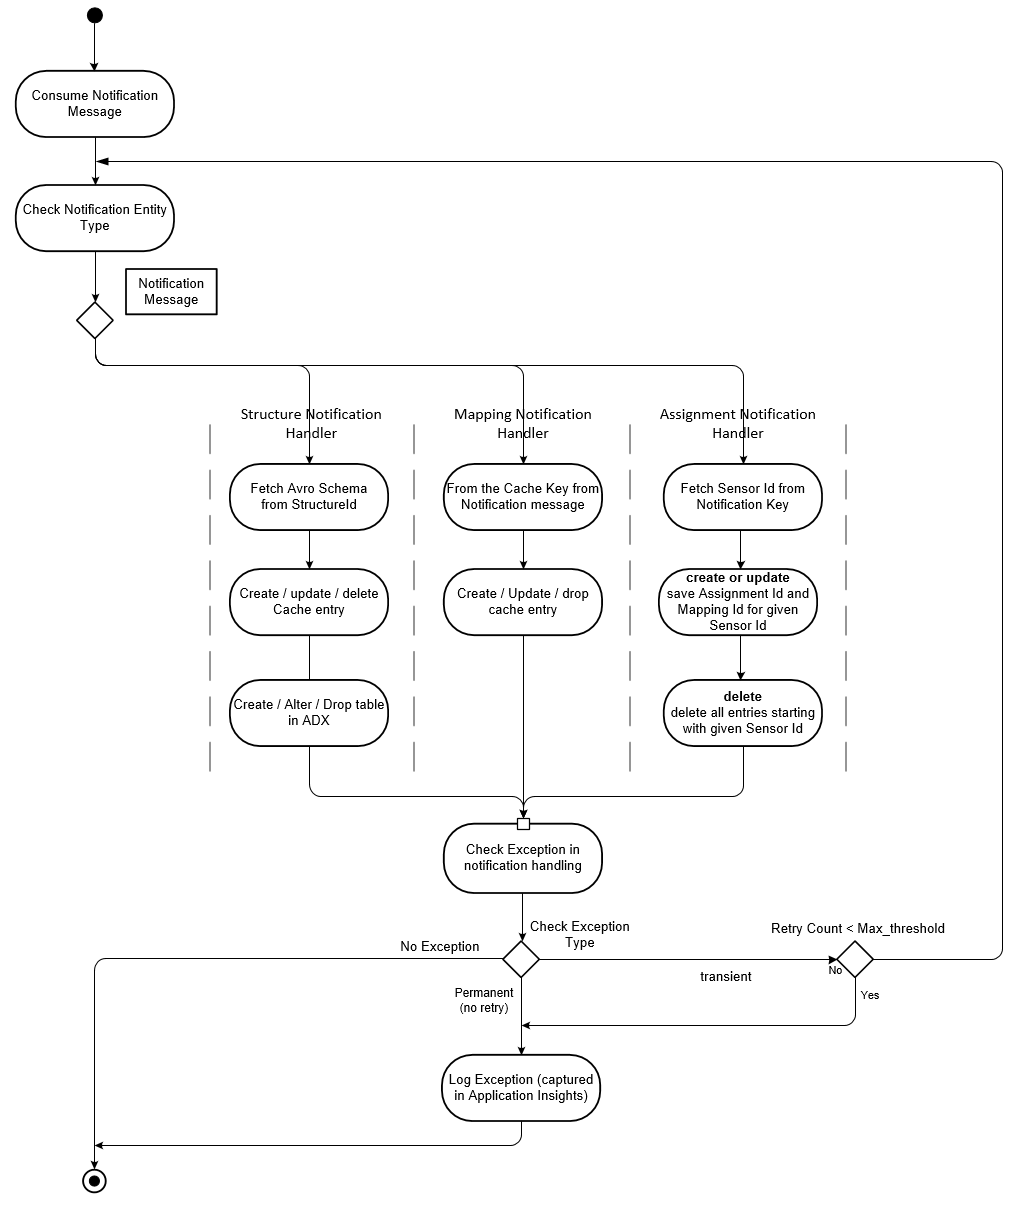 Consume Notification
Message
Check Notification Entity
Type
Notification
Message
Structure Notification
Handler
Mapping Notification
Handler
Assignment Notification
Handler
Fetch Avro Schema
from StructureId
From the Cache Key from
Notification message
Fetch Sensor Id from
Notification Key
Create / update / delete
Cache entry
Create / Update / drop
cache entry
create or update
save Assignment Id and
Mapping Id for given
Sensor Id
Create / Alter / Drop table
in ADX
delete
delete all entries starting
with given Sensor Id
Check Exception in
notification handling
Check Exception
Type
Retry Count < Max_threshold
No Exception
transient
No
Permanent
(no retry)
Yes
Log Exception (captured
in Application Insights)